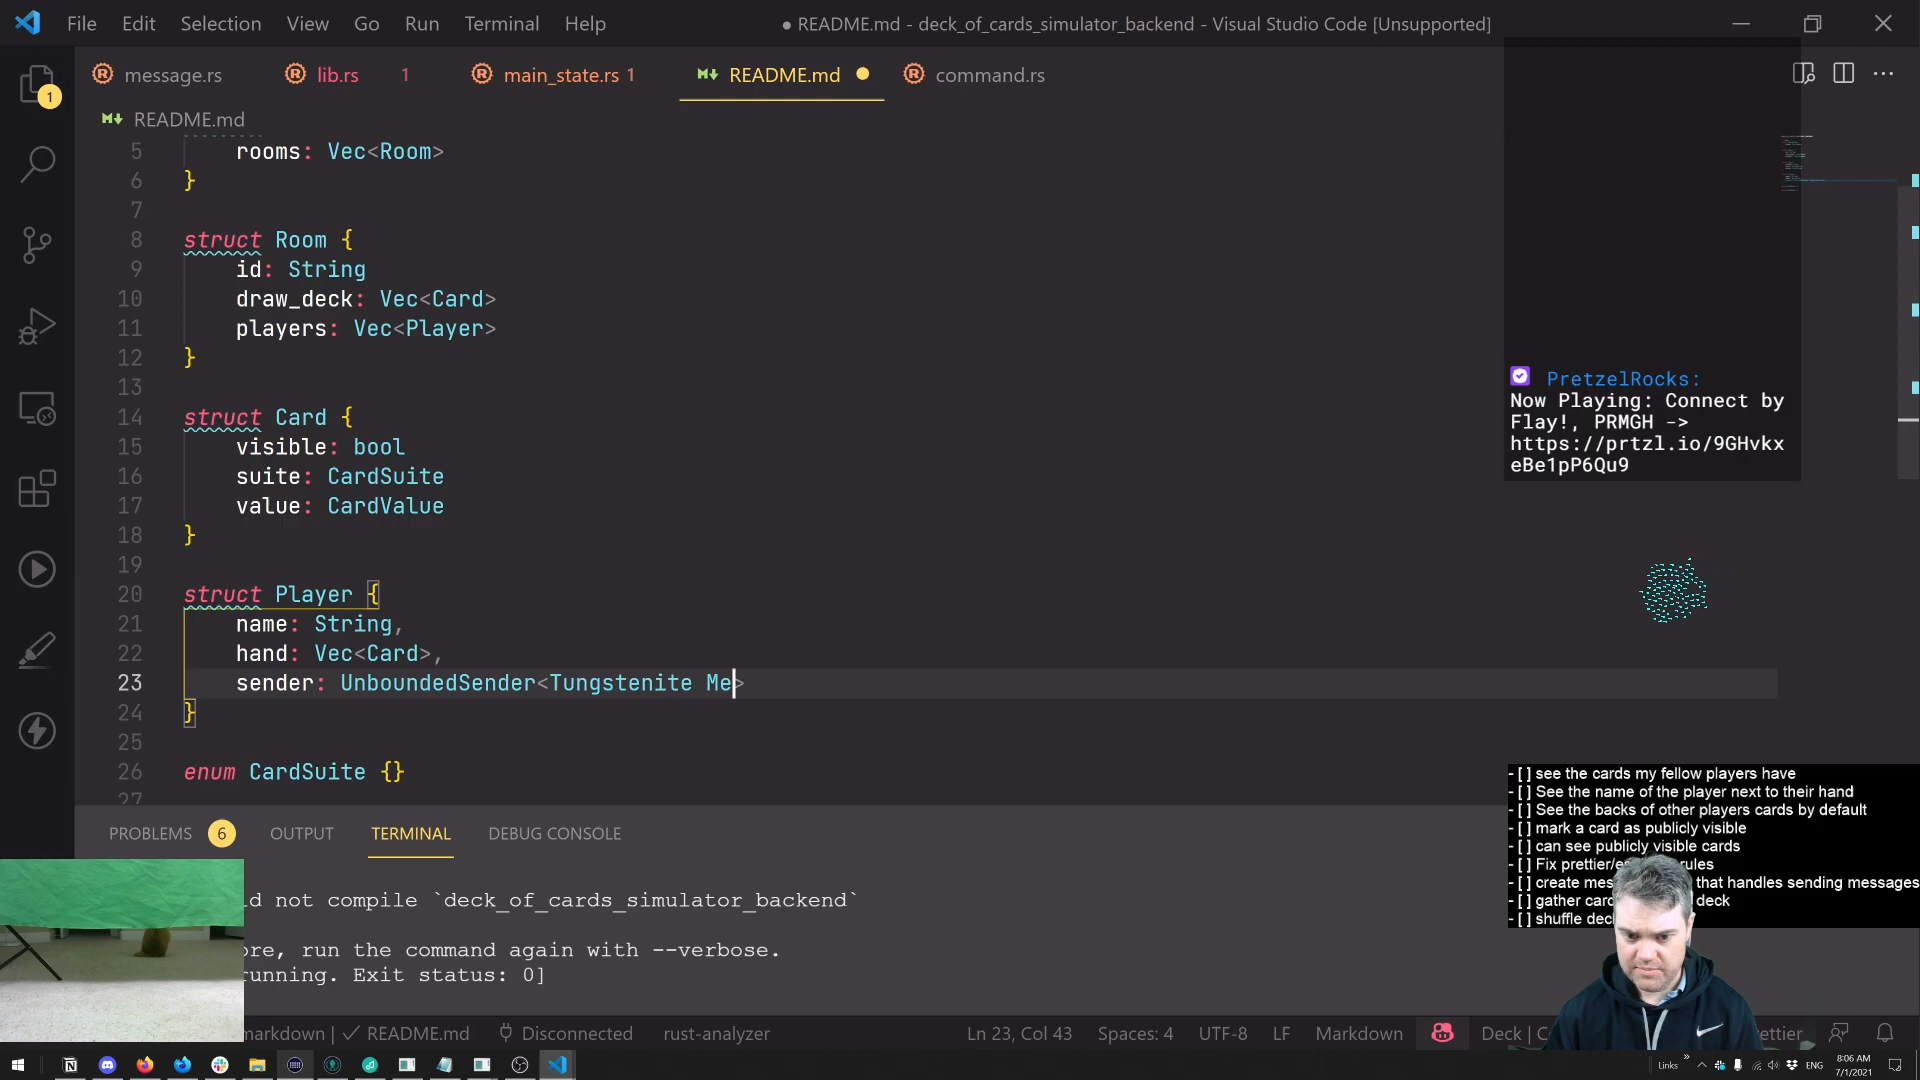 File Edit Selection View Go Run Terminal Help
● README.md - deck_of_cards_simulator_backend - Visual Studio Code [Unsupported]
message.rs
lib.rs 1
main_state.rs 1
README.md
command.rs
1
README.md
5 rooms: Vec<Room>
6 }
7
8 struct Room {
9 id: String
10 draw_deck: Vec<Card>
11 players: Vec<Player>
12 }
13
14 struct Card {
15 visible: bool
16 suite: CardSuite
17 value: CardValue
18 }
19
20 struct Player {
21 name: String,
22 hand: Vec<Card>,
23 sender: UnboundedSender<Tungstenite Me>
24 }
25
26 enum CardSuite {}
27
PretzelRocks:
Now Playing: Connect by
Flay!, PRMGH ->
https://prtzl.io/9GHvkx
eBe1pP6Qu9
- [ ] see the cards my fellow players have
- [ ] See the name of the player next to their hand
- [ ] See the backs of other players cards by default
- [ ] mark a card as publicly visible
- [ ] can see publicly visible cards
- [ ] Fix prettier/es rules
- [ ] create mes that handles sending messages
- [ ] gather car deck
- [ ] shuffle dec
PROBLEMS 6 OUTPUT TERMINAL DEBUG CONSOLE
d not compile `deck_of_cards_simulator_backend`
ore, run the command again with --verbose.
unning. Exit status: 0]
markdown | ✓ README.md Disconnected rust-analyzer
Ln 23, Col 43 Spaces: 4 UTF-8 LF Markdown Deck | C ettier
Links » ENG
8:06 AM
7/1/2021